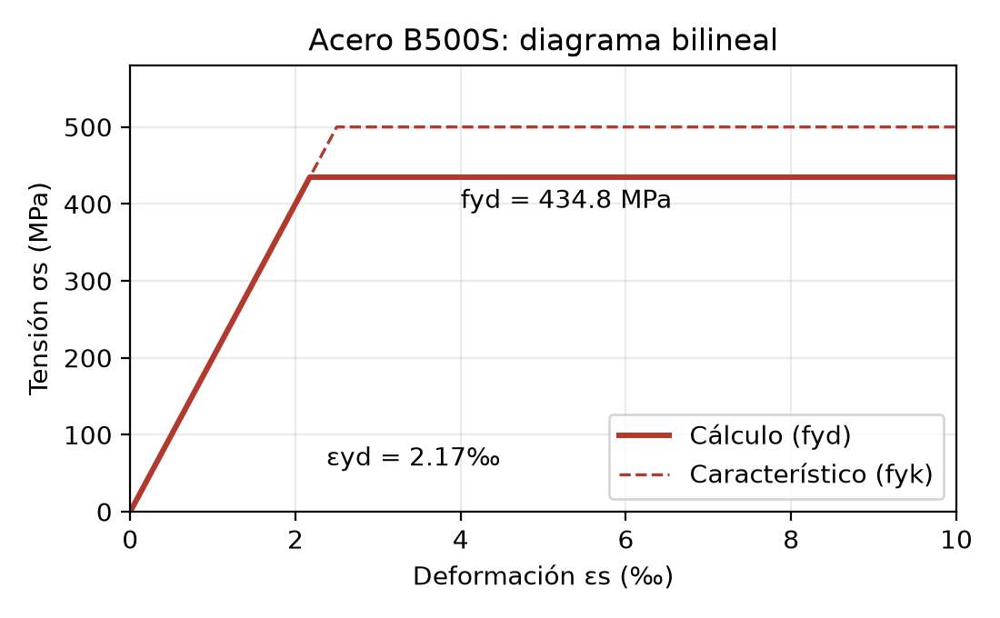 Acero B500S: diagrama bilineal
Tensión σs (MPa)
500
400
300
200
100
0
fyd = 434.8 MPa
εyd = 2.17‰
Cálculo (fyd)
Característico (fyk)
0 2 4 6 8 10
Deformación εs (‰)